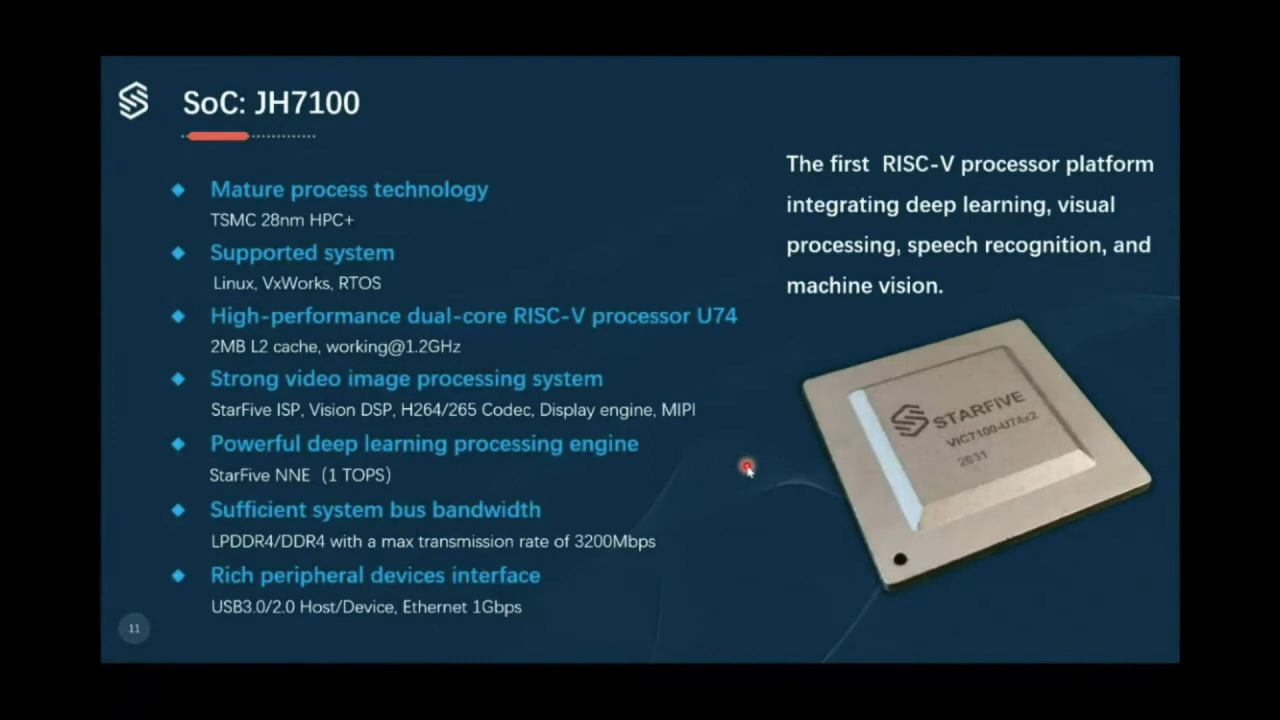 SoC: JH7100
Mature process technology
TSMC 28nm HPC+
Supported system
Linux, VxWorks, RTOS
High-performance dual-core RISC-V processor U74
2MB L2 cache, working@1.2GHz
Strong video image processing system
StarFive ISP, Vision DSP, H264/265 Codec, Display engine, MIPI
Powerful deep learning processing engine
StarFive NNE (1 TOPS)
Sufficient system bus bandwidth
LPDDR4/DDR4 with a max transmission rate of 3200Mbps
Rich peripheral devices interface
USB3.0/2.0 Host/Device, Ethernet 1Gbps
11
The first RISC-V processor platform
integrating deep learning, visual
processing, speech recognition, and
machine vision.
STARFIVE
VIC7100-U74x2
2031